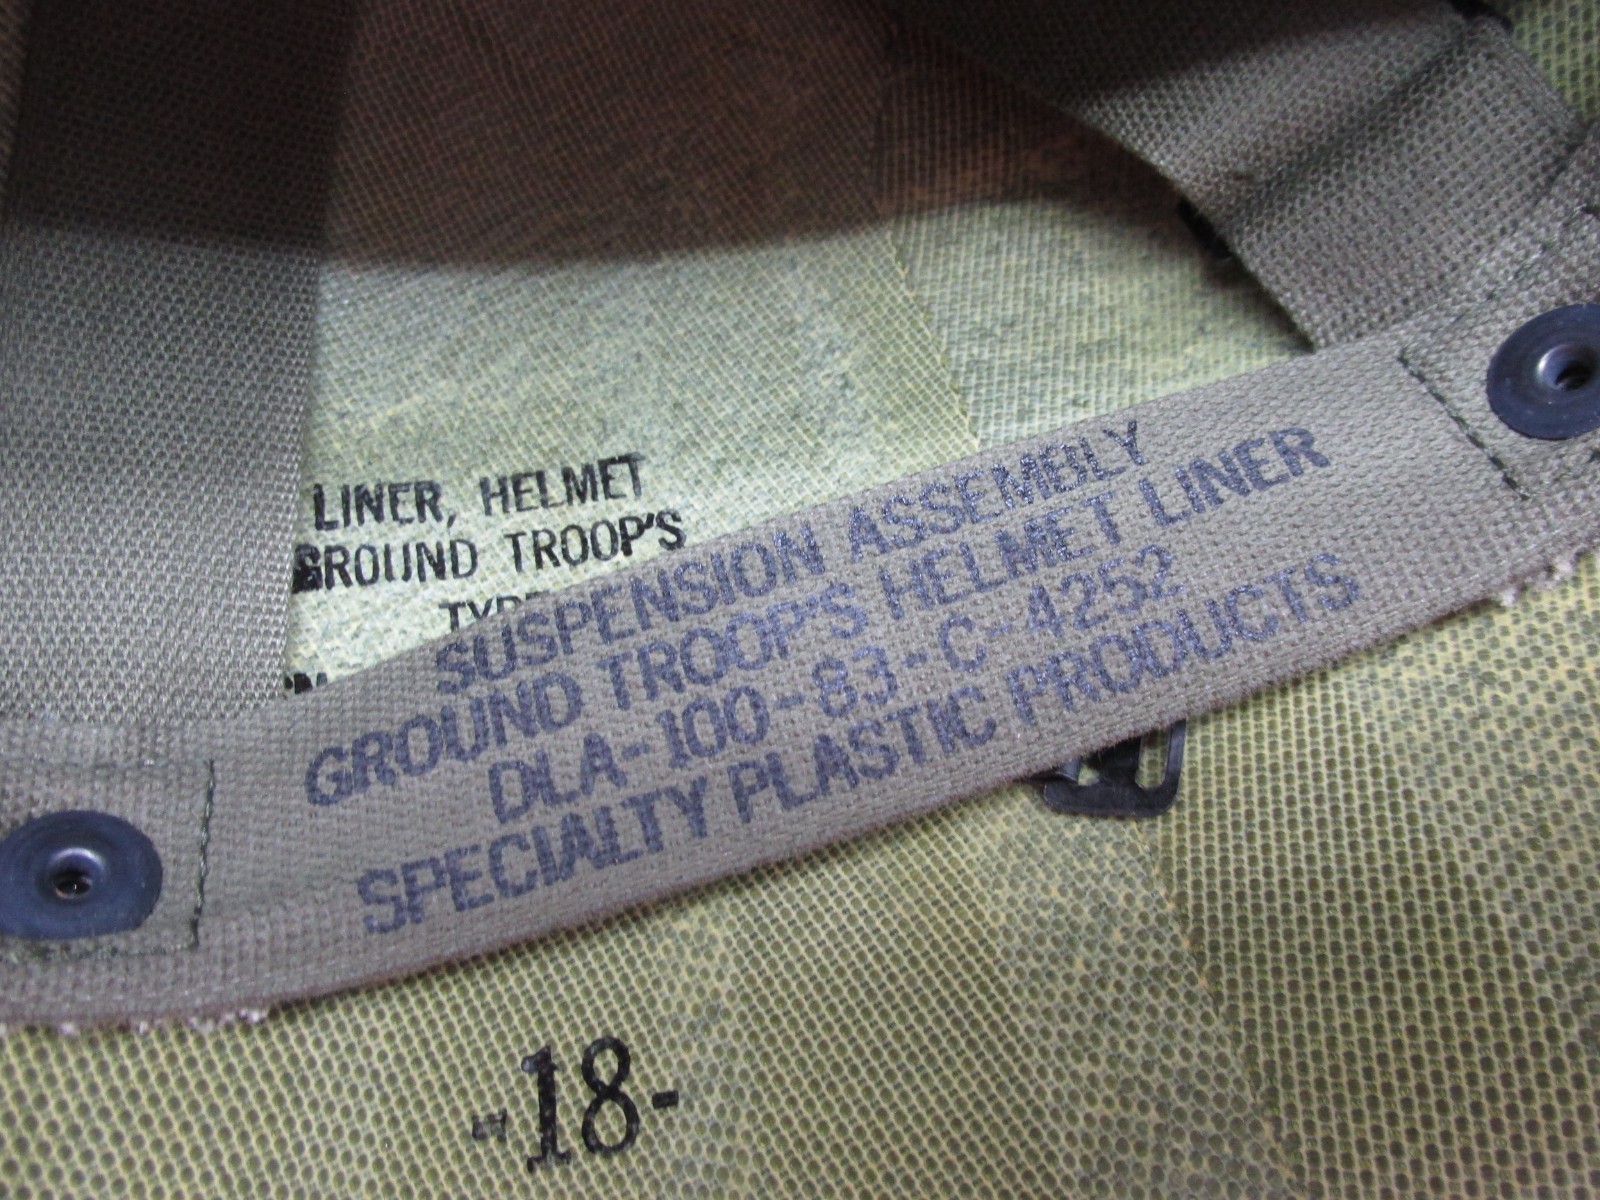 LINER, HELMET
GROUND TROOP'S
SUSPENSION ASSEMBLY
GROUND TROOP'S HELMET LINER
DLA-100-83-C-4252
SPECIALTY PLASTIC PRODUCTS
-18-